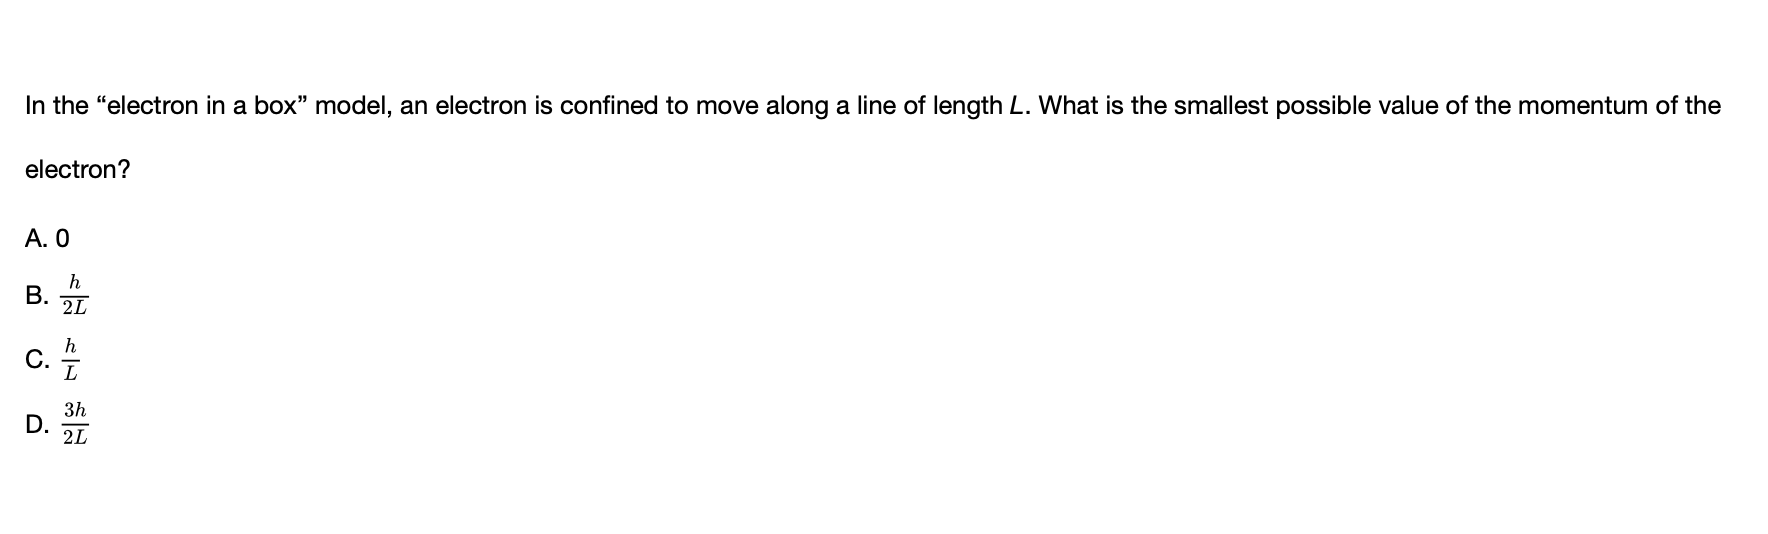 In the “electron in a box” model, an electron is confined to move along a line of length L. What is the smallest possible value of the momentum of the
electron?
A. 0
B. \frac{h}{2L}
C. \frac{h}{L}
D. \frac{3h}{2L}